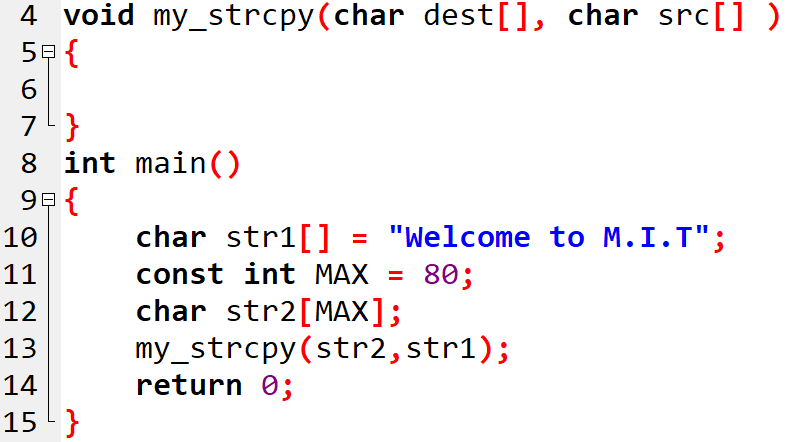 4 void my_strcpy(char dest[], char src[] )
5 {
6
7 }
8 int main()
9 {
10 char str1[] = "Welcome to M.I.T";
11 const int MAX = 80;
12 char str2[MAX];
13 my_strcpy(str2,str1);
14 return 0;
15 }